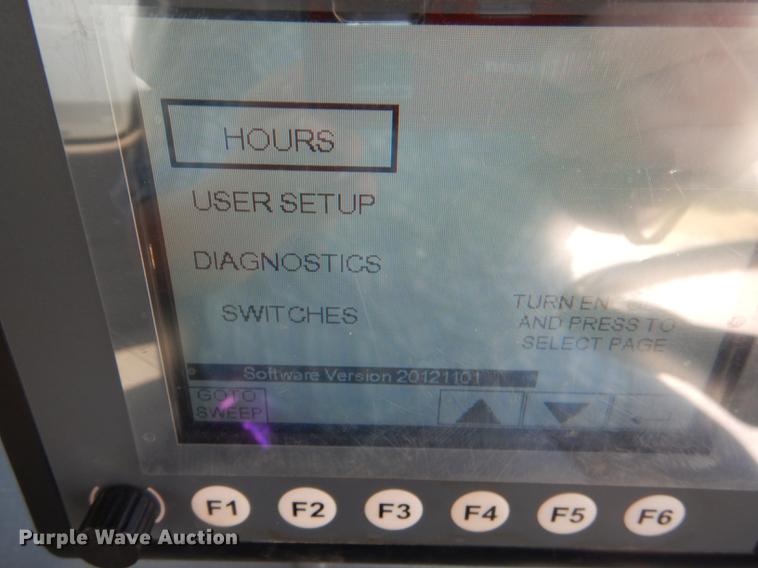 HOURS
USER SETUP
DIAGNOSTICS
SWITCHES
TURN
AND PRESS TO
SELECT PAGE
Software Version 20121101
GOTO
SWEEP
F1 F2 F3 F4 F5 F6
Purple Wave Auction